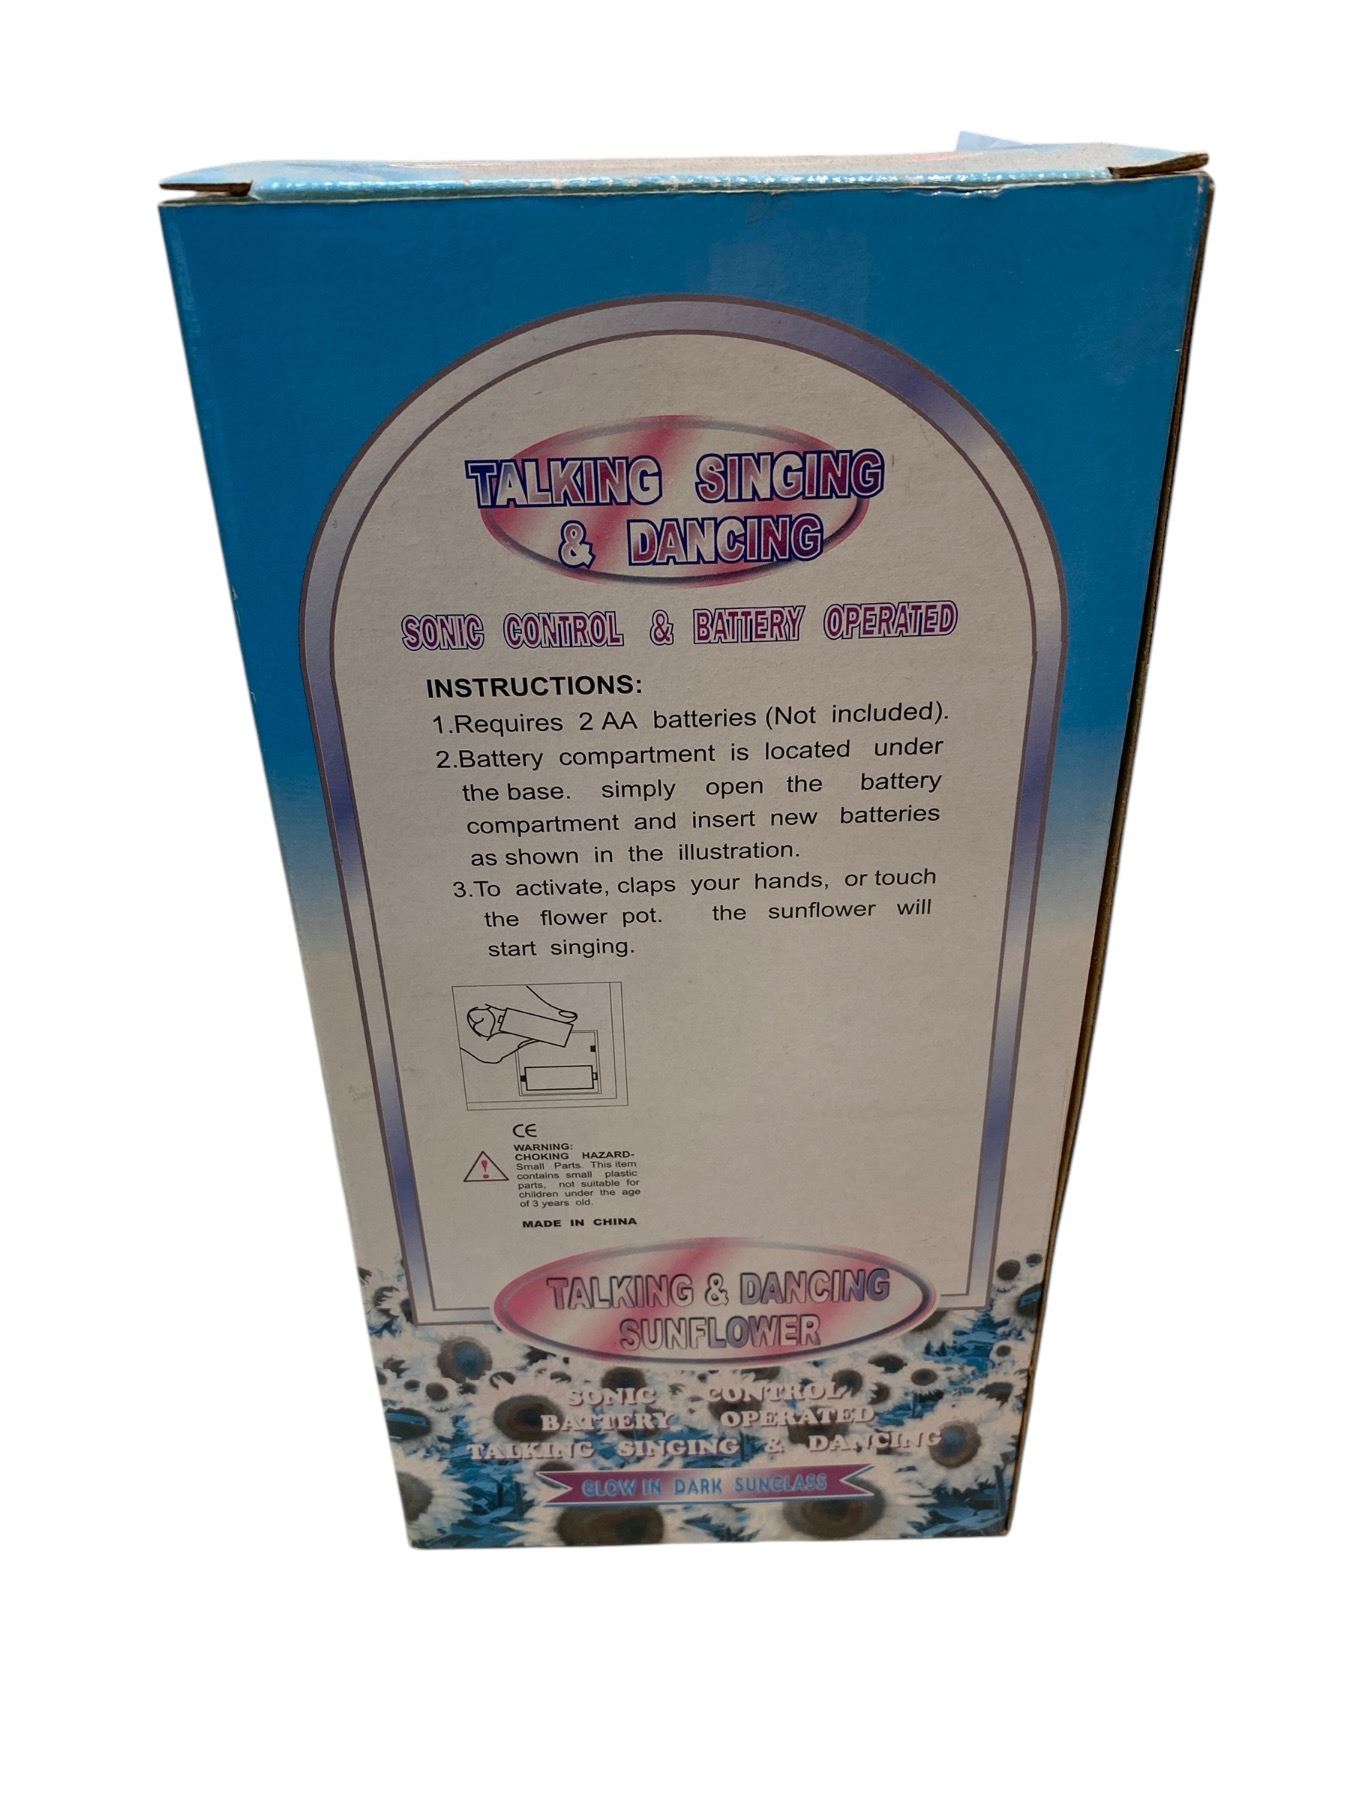 TALKING SINGING
& DANCING
SONIC CONTROL & BATTERY OPERATED
INSTRUCTIONS:
1.Requires 2 AA batteries (Not included).
2.Battery compartment is located under
the base. simply open the battery
compartment and insert new batteries
as shown in the illustration.
3.To activate, claps your hands, or touch
the flower pot. the sunflower will
start singing.
CE
WARNING:
CHOKING HAZARD-
Small Parts. This item
contains small plastic
parts, not suitable for
children under the age
of 3 years old.
MADE IN CHINA
TALKING & DANCING
SUNFLOWER
SONIC CONTROL
BATTERY OPERATED
TALKING SINGING & DANCING
GLOW IN DARK SUNGLASS